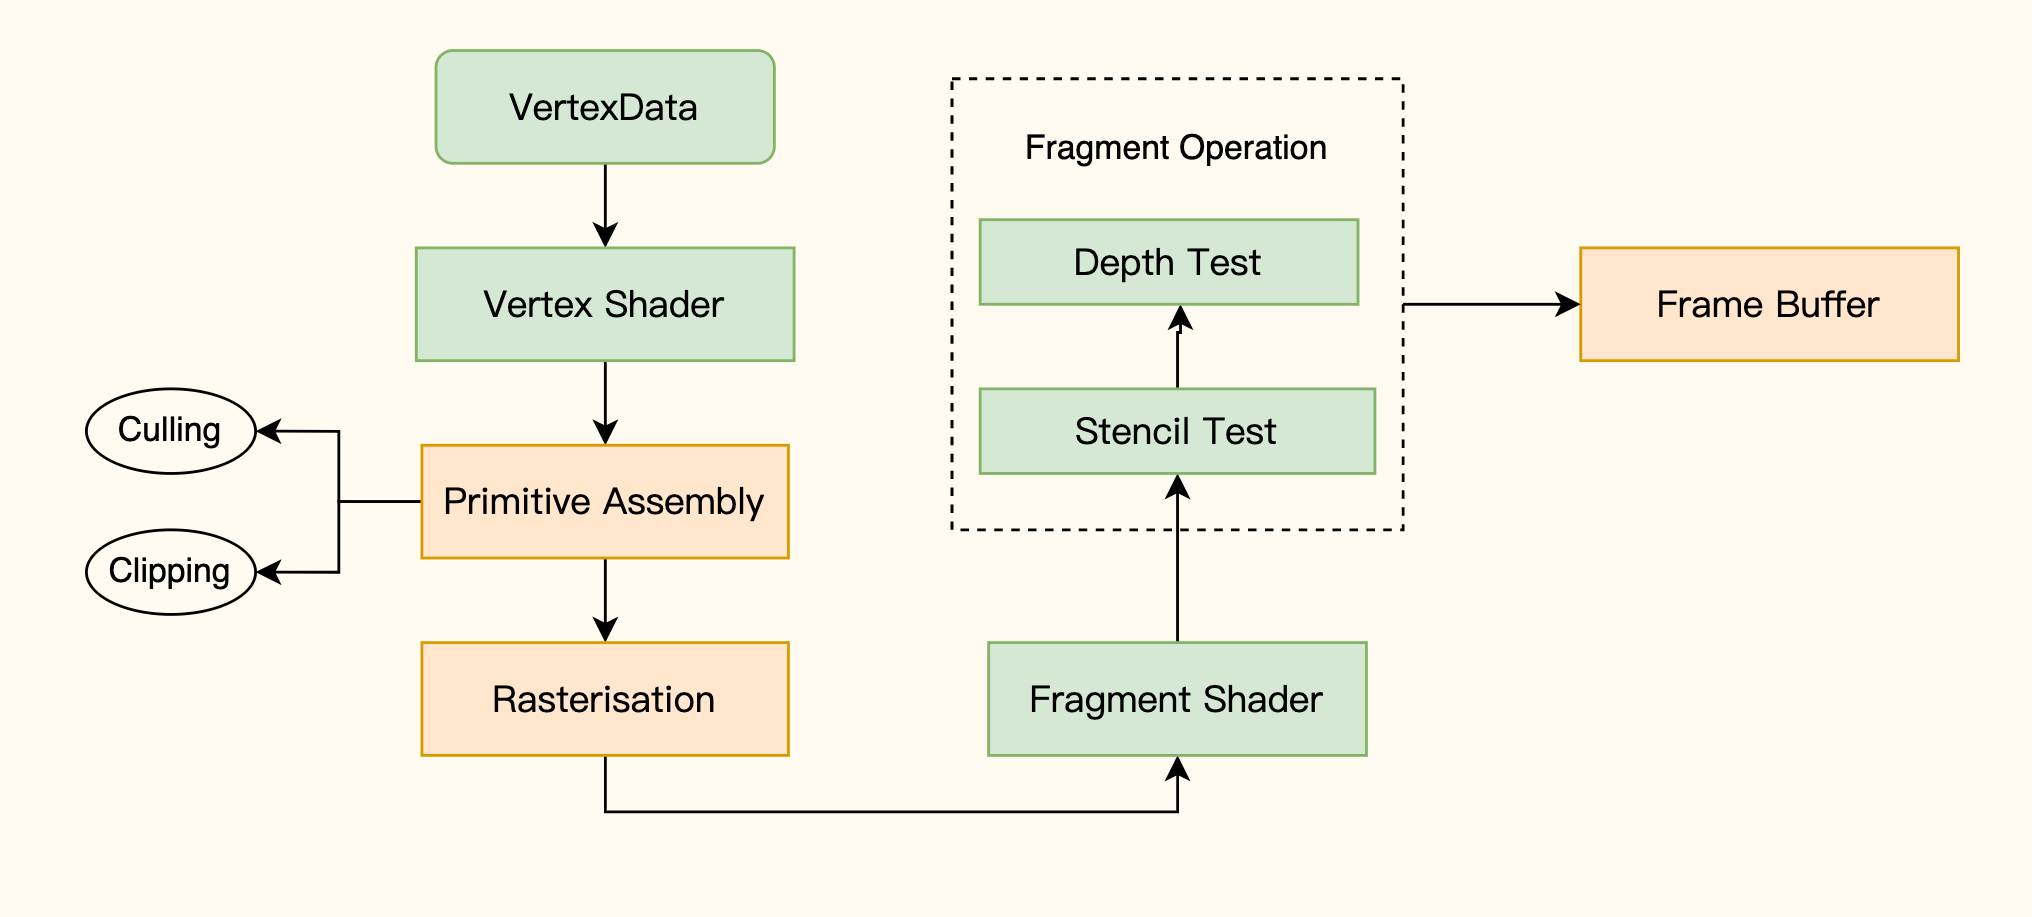 VertexData
Vertex Shader
Culling
Clipping
Primitive Assembly
Rasterisation
Fragment Operation
Depth Test
Stencil Test
Fragment Shader
Frame Buffer